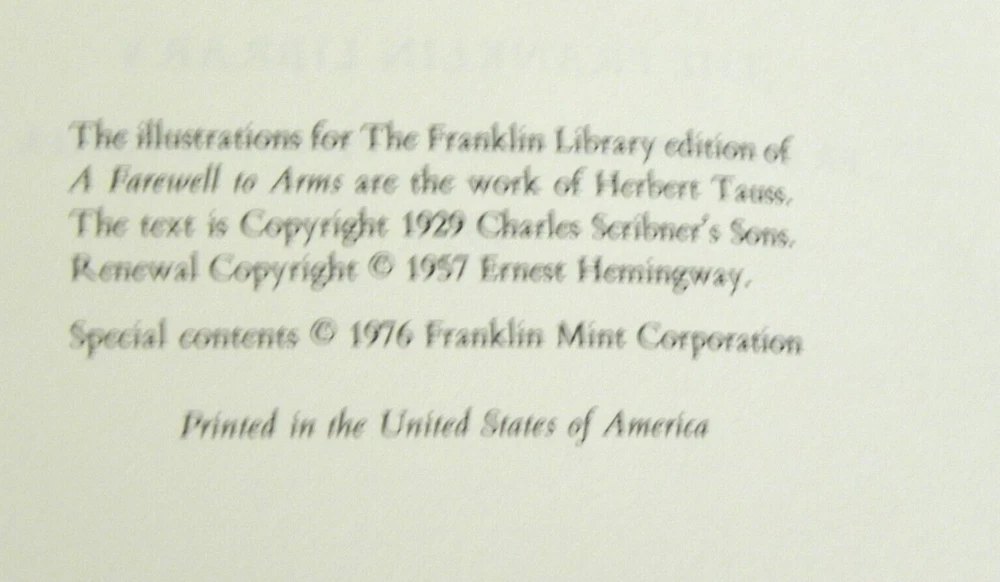 The illustrations for The Franklin Library edition of
A Farewell to Arms are the work of Herbert Tauss.
The text is Copyright 1929 Charles Scribner's Sons.
Renewal Copyright © 1957 Ernest Hemingway.
Special contents © 1976 Franklin Mint Corporation
Printed in the United States of America